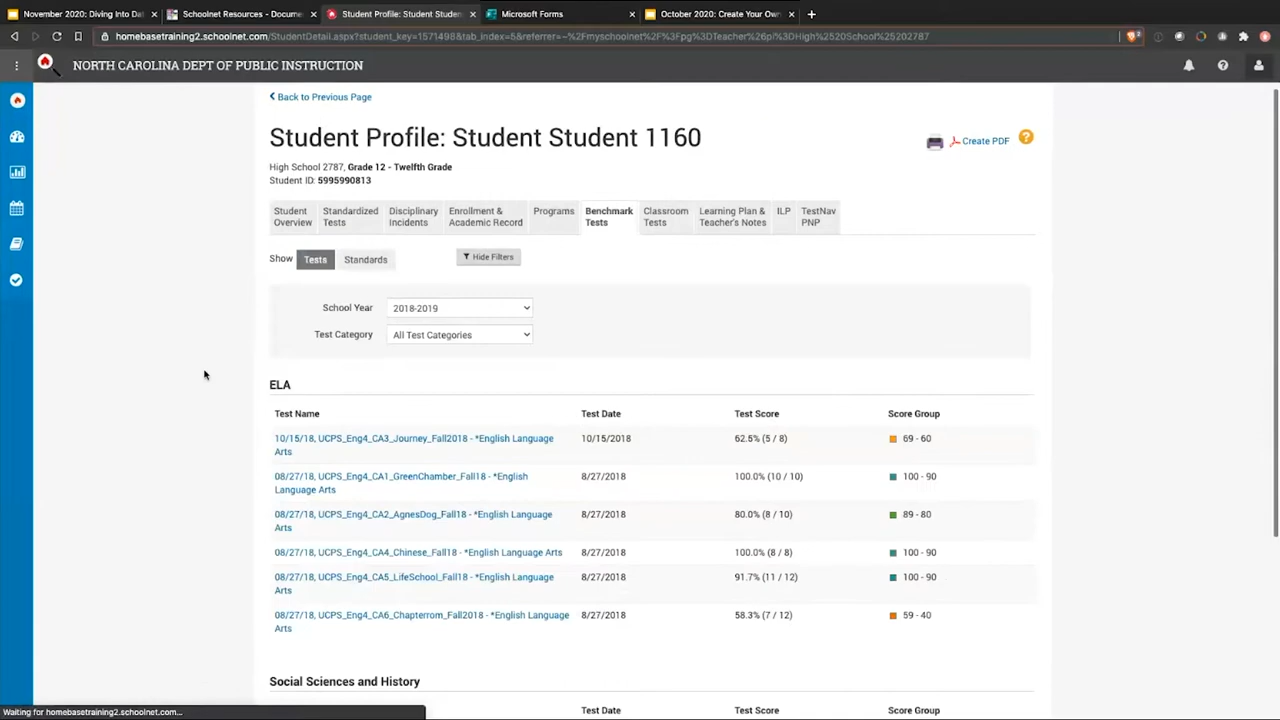 November 2020: Diving Into Dat
Schoolnet Resources - Docume
Student Profile: Student Studen
Microsoft Forms
October 2020: Create Your Own
homebasetraining2.schoolnet.com/StudentDetail.aspx?student_key=1571498&tab_index=5&referrer=~%2Fmyschoolnet%2F%3Fpg%3DTeacher%26pi%3DHigh%2520School%25202787
NORTH CAROLINA DEPT OF PUBLIC INSTRUCTION
Back to Previous Page
Student Profile: Student Student 1160
Create PDF
High School 2787, Grade 12 - Twelfth Grade
Student ID: 5995990813
Student Overview
Standardized Tests
Disciplinary Incidents
Enrollment & Academic Record
Programs
Benchmark Tests
Classroom Tests
Learning Plan & Teacher's Notes
ILP
TestNav PNP
Show Tests Standards Hide Filters
School Year 2018-2019
Test Category All Test Categories
ELA
Test Name Test Date Test Score Score Group
10/15/18, UCPS_Eng4_CA3_Journey_Fall2018 - *English Language 10/15/2018 62.5% (5 / 8) 69 - 60
Arts
08/27/18, UCPS_Eng4_CA1_GreenChamber_Fall18 - *English 8/27/2018 100.0% (10 / 10) 100 - 90
Language Arts
08/27/18, UCPS_Eng4_CA2_AgnesDog_Fall18 - *English Language 8/27/2018 80.0% (8 / 10) 89 - 80
Arts
08/27/18, UCPS_Eng4_CA4_Chinese_Fall18 - *English Language Arts 8/27/2018 100.0% (8 / 8) 100 - 90
08/27/18, UCPS_Eng4_CA5_LifeSchool_Fall18 - *English Language 8/27/2018 91.7% (11 / 12) 100 - 90
Arts
08/27/18, UCPS_Eng4_CA6_Chapterrom_Fall2018 - *English Language 8/27/2018 58.3% (7 / 12) 59 - 40
Arts
Social Sciences and History
Test Date Test Score Score Group
Waiting for homebasetraining2.schoolnet.com...